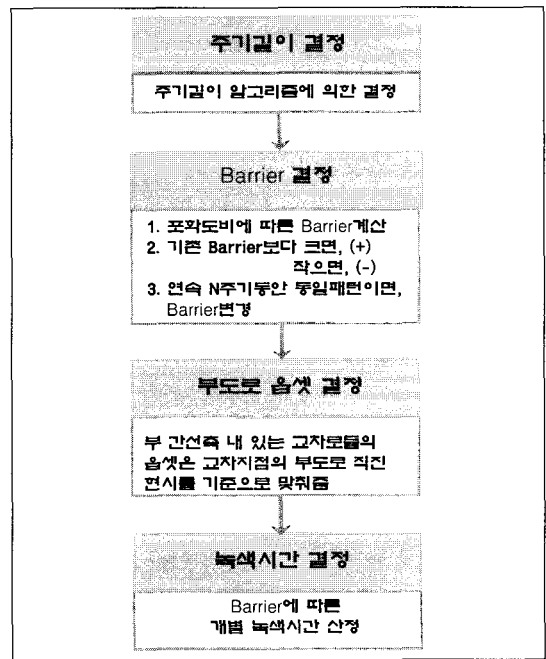 주기길이 결정
주기길이 알고리즘에 의한 결정
Barrier 결정
1. 포화도비에 따른 Barrier계산
2. 기존 Barrier보다 크면, (+)
작으면, (-)
3. 연속 N주기동안 동일패턴이면,
Barrier변경
부도로 옵셋 결정
부 간선축 내 있는 교차로들의
옵셋은 교차지점의 부도로 직진
현시를 기준으로 맞춰줌
녹색시간 결정
Barrier에 따른
개별 녹색시간 산정